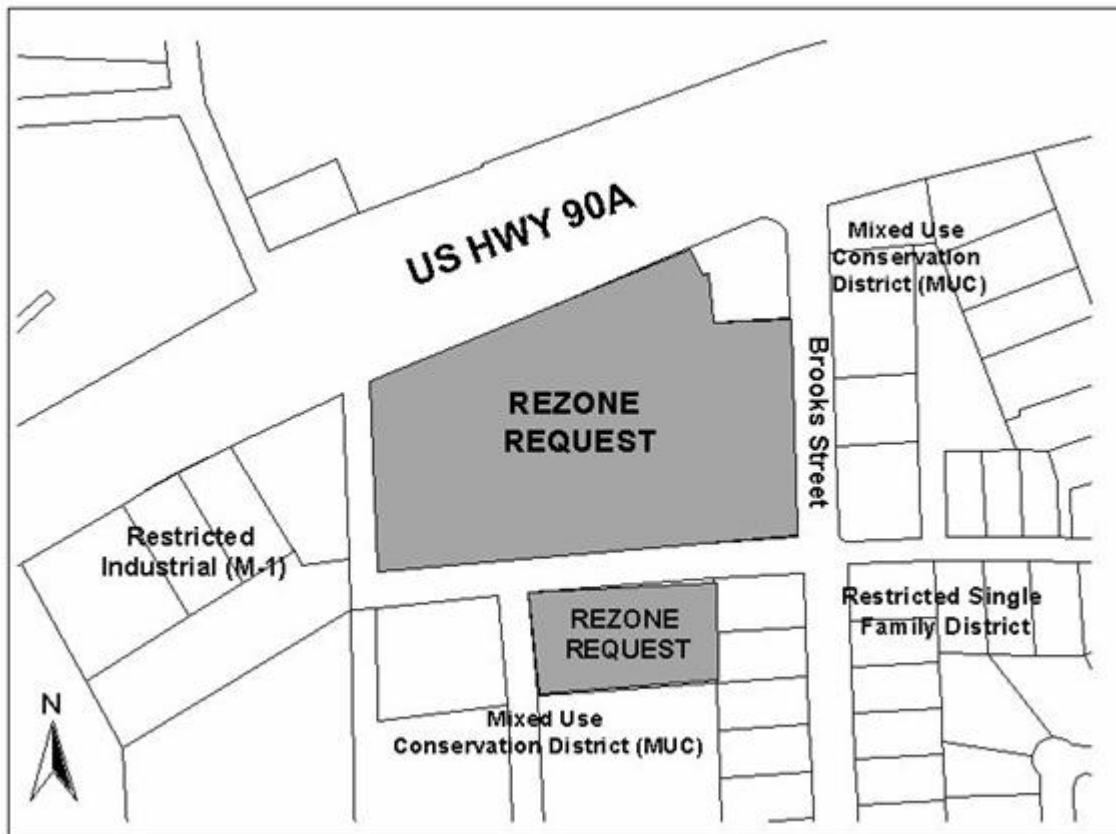 US HWY 90A
Mixed Use
Conservation
District (MUC)
Brooks Street
REZONE
REQUEST
Restricted
Industrial (M-1)
REZONE
REQUEST
Restricted Single
Family District
Mixed Use
Conservation District (MUC)
N